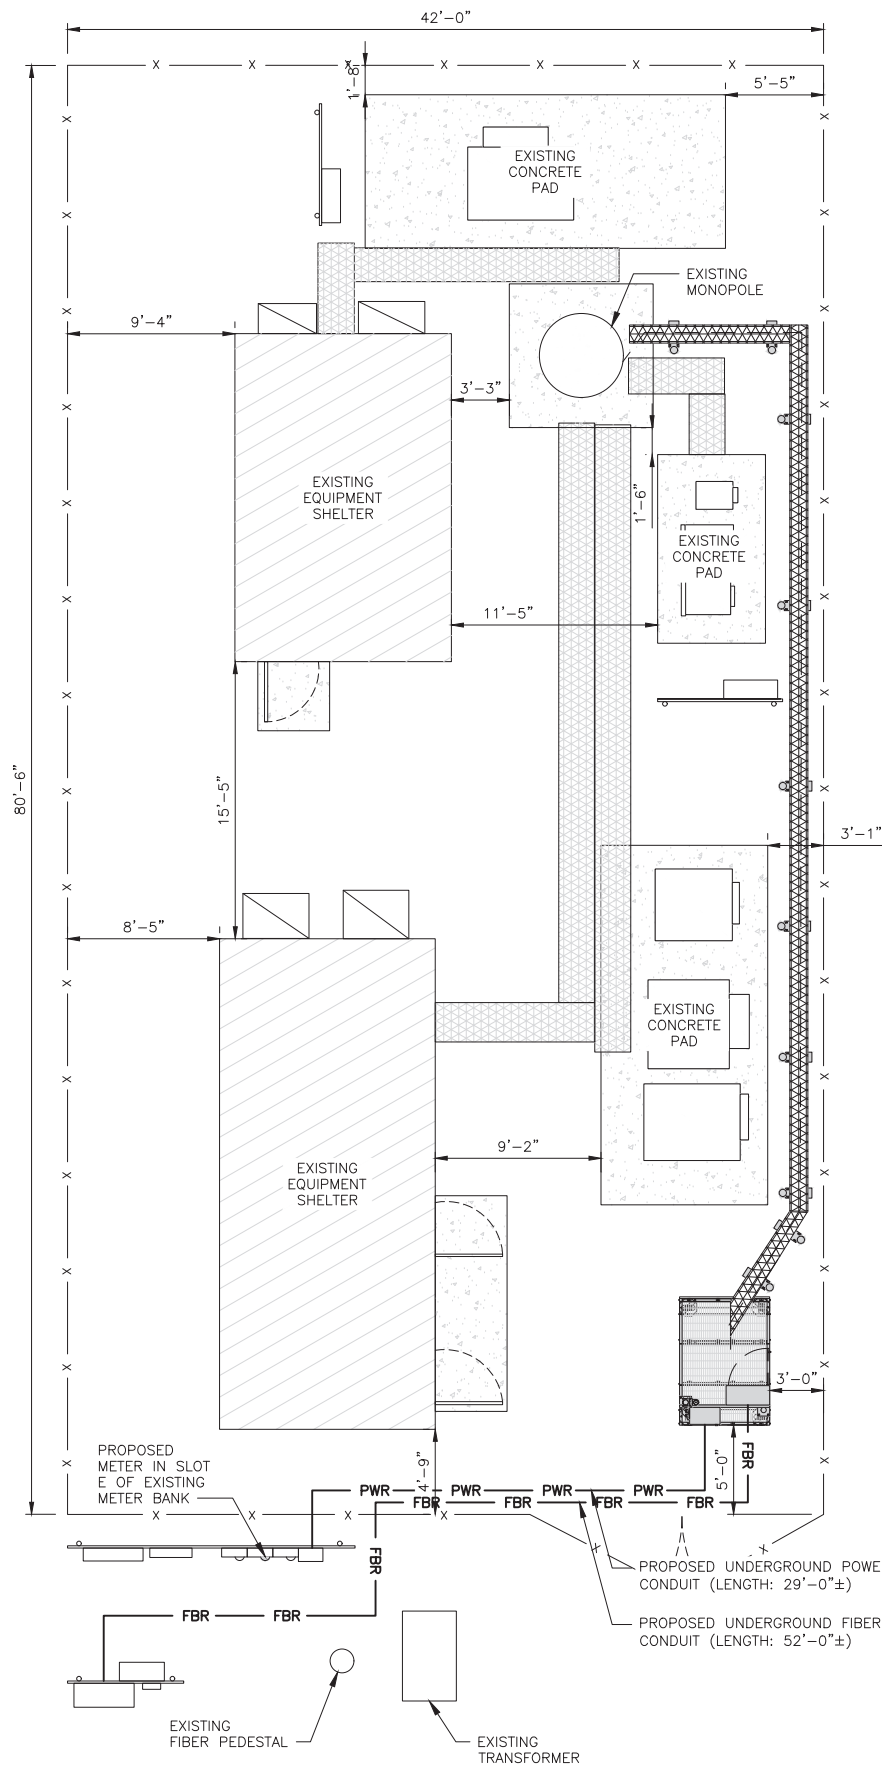 42'-0"
1'-8"
5'-5"
EXISTING
CONCRETE
PAD
EXISTING
MONOPOLE
9'-4"
3'-3"
EXISTING
EQUIPMENT
SHELTER
1'-6"
EXISTING
CONCRETE
PAD
11'-5"
80'-6"
15'-5"
3'-1"
8'-5"
EXISTING
CONCRETE
PAD
9'-2"
EXISTING
EQUIPMENT
SHELTER
3'-0"
PROPOSED
METER IN SLOT
E OF EXISTING
METER BANK
4'-9"
5'-0"
FBR
PWR PWR PWR PWR
FBR FBR FBR FBR
FBR
PROPOSED UNDERGROUND POWE
CONDUIT (LENGTH: 29'-0"±)
FBR FBR
PROPOSED UNDERGROUND FIBER
CONDUIT (LENGTH: 52'-0"±)
EXISTING
FIBER PEDESTAL
EXISTING
TRANSFORMER